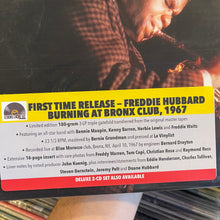 FIRST TIME RELEASE – FREDDIE HUBBARD
BURNING AT BRONX CLUB, 1967
• Limited edition 180-gram 3-LP triple gatefold transferred from the original master tapes
• Featuring an all-star band with Bennie Maupin, Kenny Barron, Herbie Lewis and Freddie Waits
• 33 1/3 RPM, mastered by Bernie Grundman and pressed at Le Vinylist
• Recorded live at Blue Morocco club, Bronx, NY, April 10, 1967 by engineer Bernard Drayton
• Extensive 16-page insert with rare photos from Freddy Warren, Tom Copi, Christian Rose and Raymond Ross
• Liner notes by noted producer John Koenig, plus interviews/statements from Eddie Henderson, Charles Tolliver,
Steven Bernstein, Jeremy Pelt and Duane Hubbard
DELUXE 2-CD SET ALSO AVAILABLE